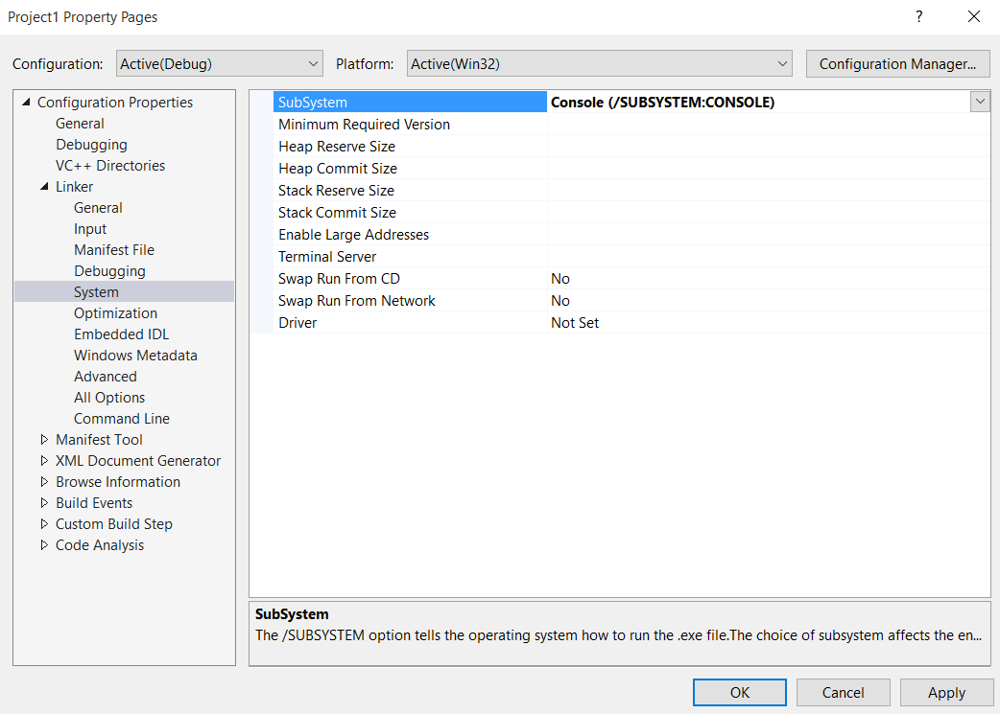 Project1 Property Pages
?
Configuration: Active(Debug) Platform: Active(Win32) Configuration Manager...
Configuration Properties
General
Debugging
VC++ Directories
Linker
General
Input
Manifest File
Debugging
System
Optimization
Embedded IDL
Windows Metadata
Advanced
All Options
Command Line
Manifest Tool
XML Document Generator
Browse Information
Build Events
Custom Build Step
Code Analysis
SubSystem Console (/SUBSYSTEM:CONSOLE)
Minimum Required Version
Heap Reserve Size
Heap Commit Size
Stack Reserve Size
Stack Commit Size
Enable Large Addresses
Terminal Server
Swap Run From CD No
Swap Run From Network No
Driver Not Set
SubSystem
The /SUBSYSTEM option tells the operating system how to run the .exe file.The choice of subsystem affects the en...
OK Cancel Apply